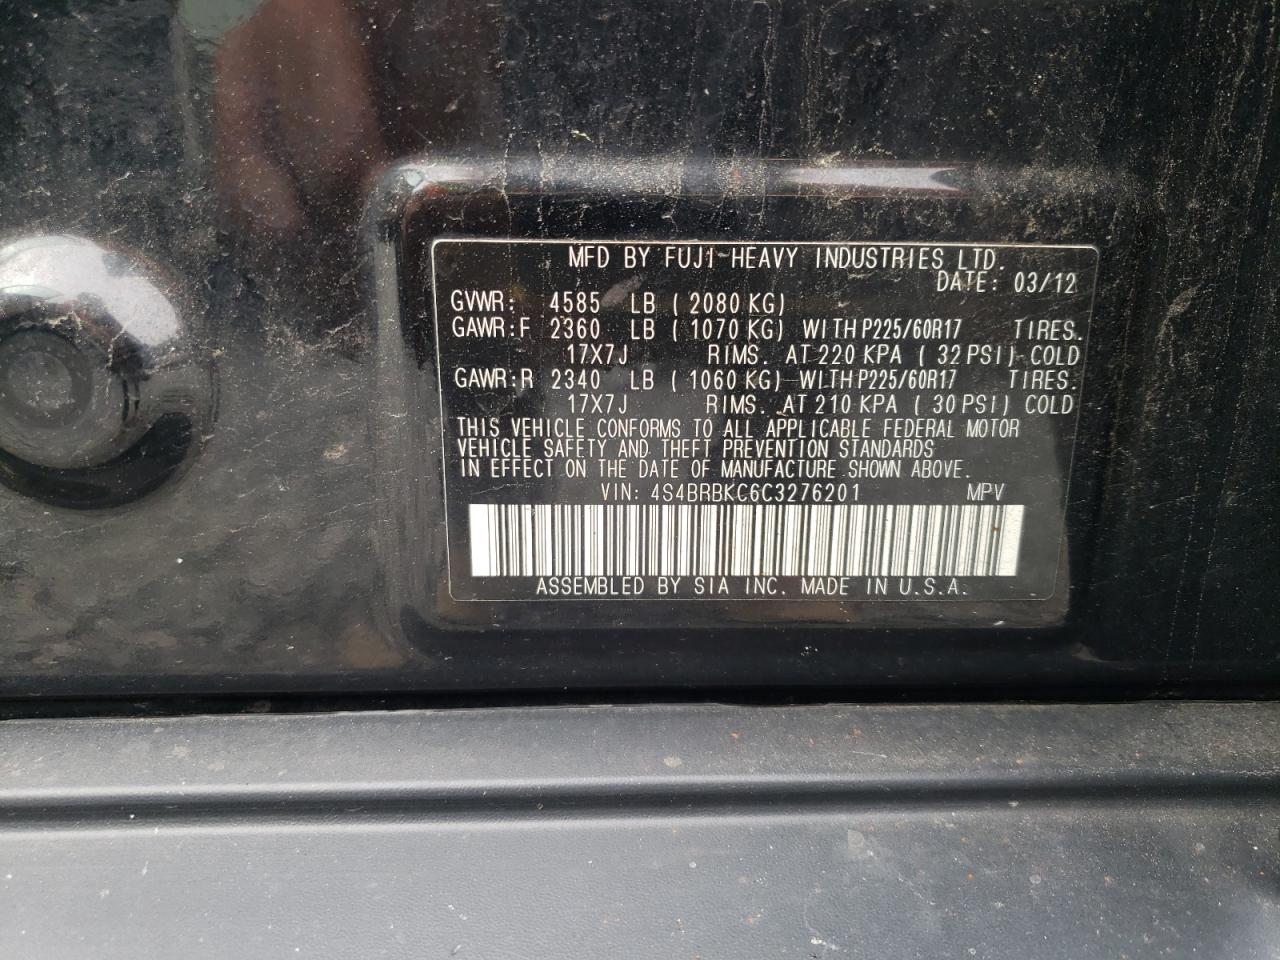 MFD BY FUJI HEAVY INDUSTRIES LTD.
DATE: 03/12
GVWR: 4585 LB ( 2080 KG)
GAWR:F 2360 LB ( 1070 KG) WITH P225/60R17 TIRES.
17X7J RIMS. AT 220 KPA ( 32 PSI) COLD
GAWR:R 2340 LB ( 1060 KG) WITH P225/60R17 TIRES.
17X7J RIMS. AT 210 KPA ( 30 PSI) COLD
THIS VEHICLE CONFORMS TO ALL APPLICABLE FEDERAL MOTOR
VEHICLE SAFETY AND THEFT PREVENTION STANDARDS
IN EFFECT ON THE DATE OF MANUFACTURE SHOWN ABOVE.
VIN: 4S4BRBKC6C3276201 MPV
ASSEMBLED BY SIA INC. MADE IN U.S.A.